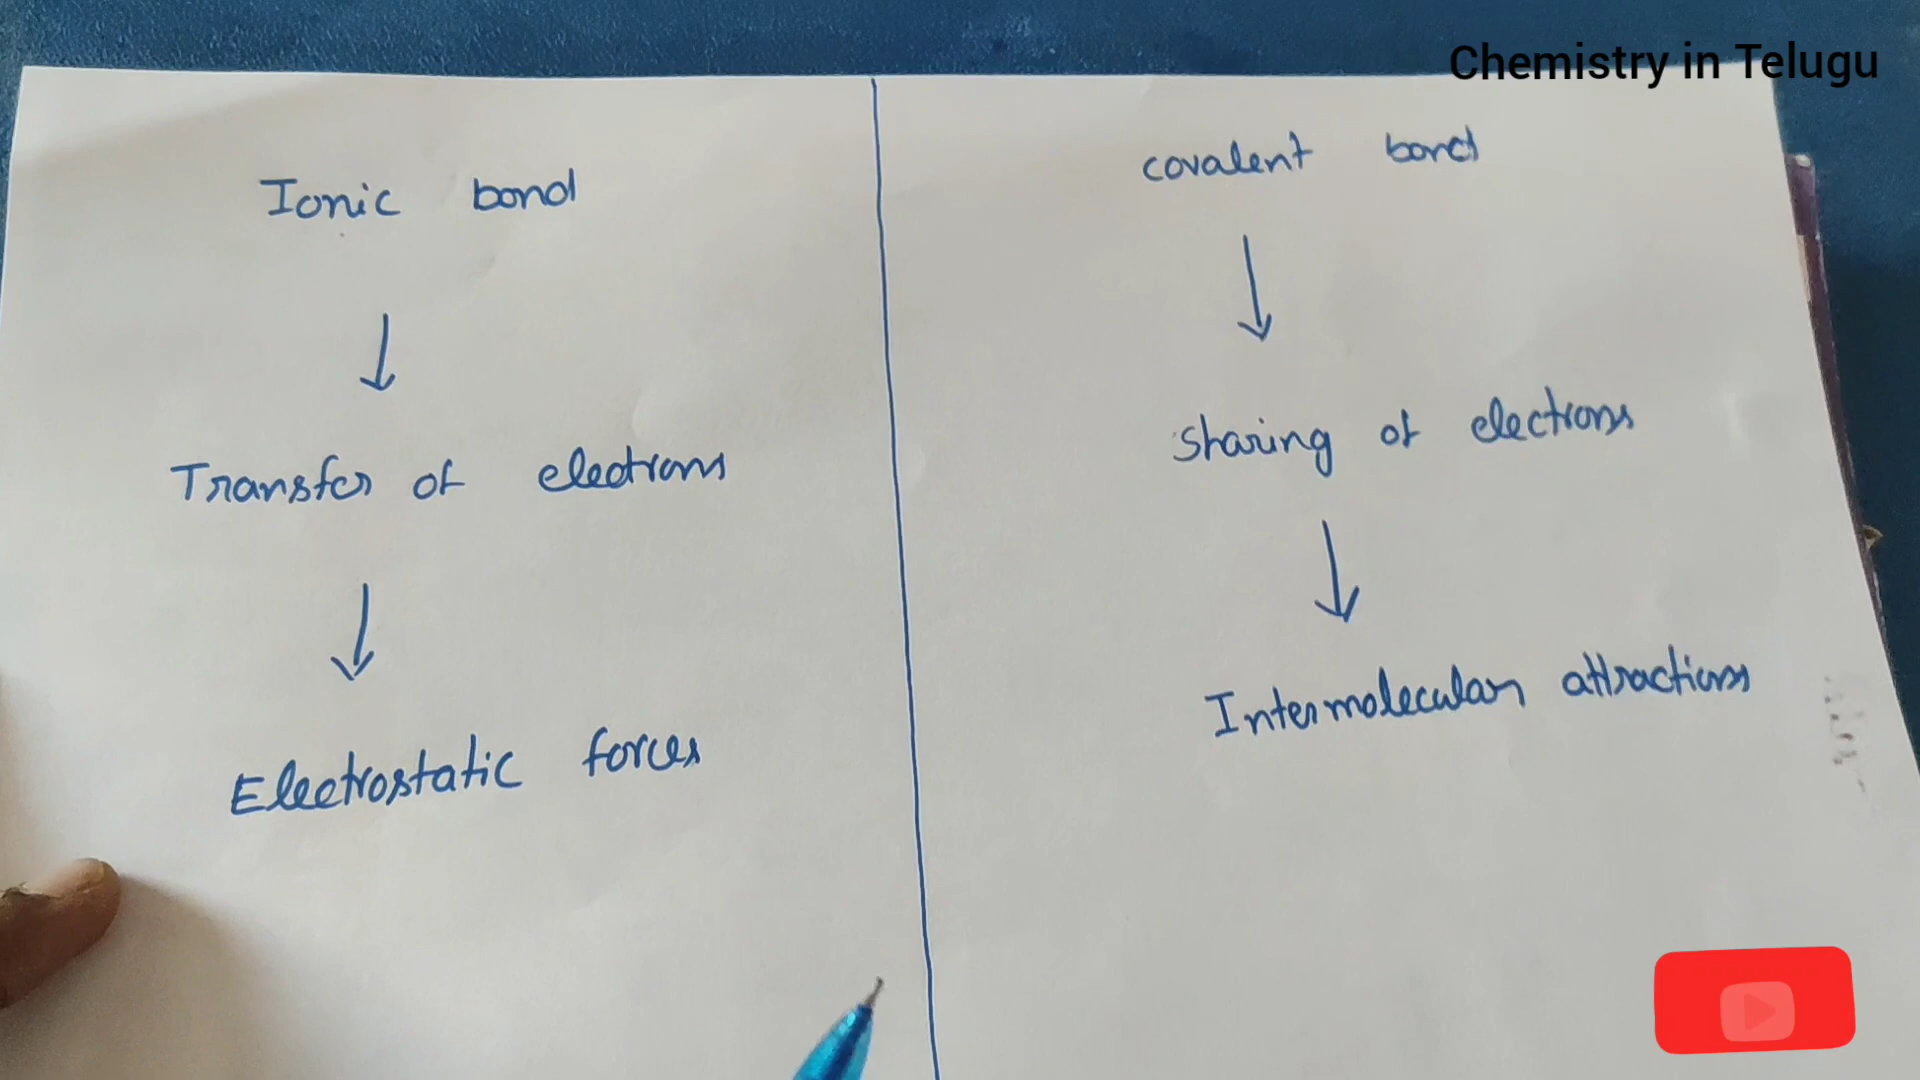 Chemistry in Telugu
Ionic bond
Transfer of electrons
Electrostatic forces
covalent bond
Sharing of electrons
Intermolecular attractions